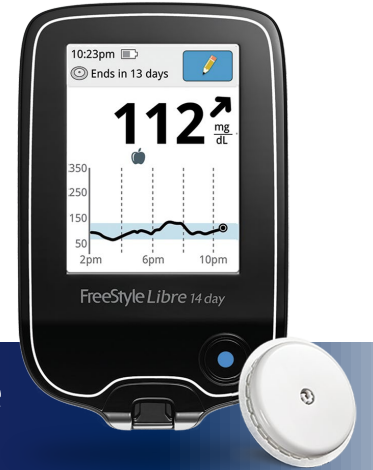 10:23pm
Ends in 13 days
112 mg/dL
350
250
150
50
2pm 6pm 10pm
FreeStyle Libre 14 day